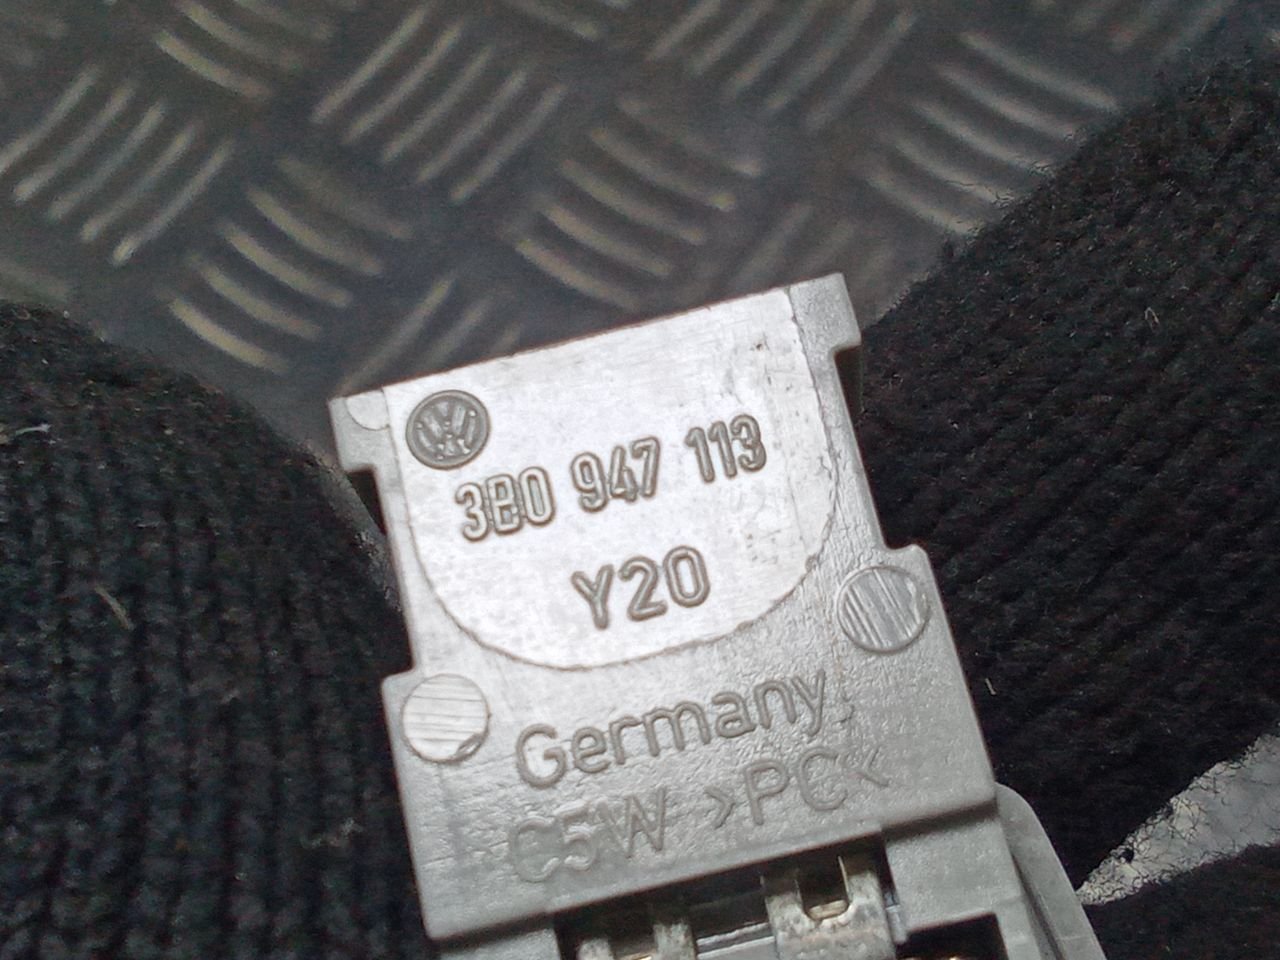 3B0 947 113
Y20
Germany
C5W >PC<